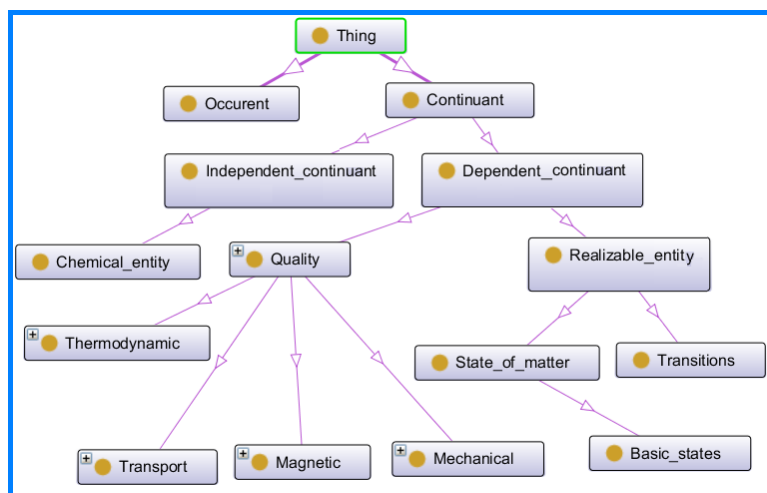 Thing
Occurent
Continuant
Independent_continuant
Dependent_continuant
Chemical_entity
Quality
Realizable_entity
Thermodynamic
State_of_matter
Transitions
Transport
Magnetic
Mechanical
Basic_states